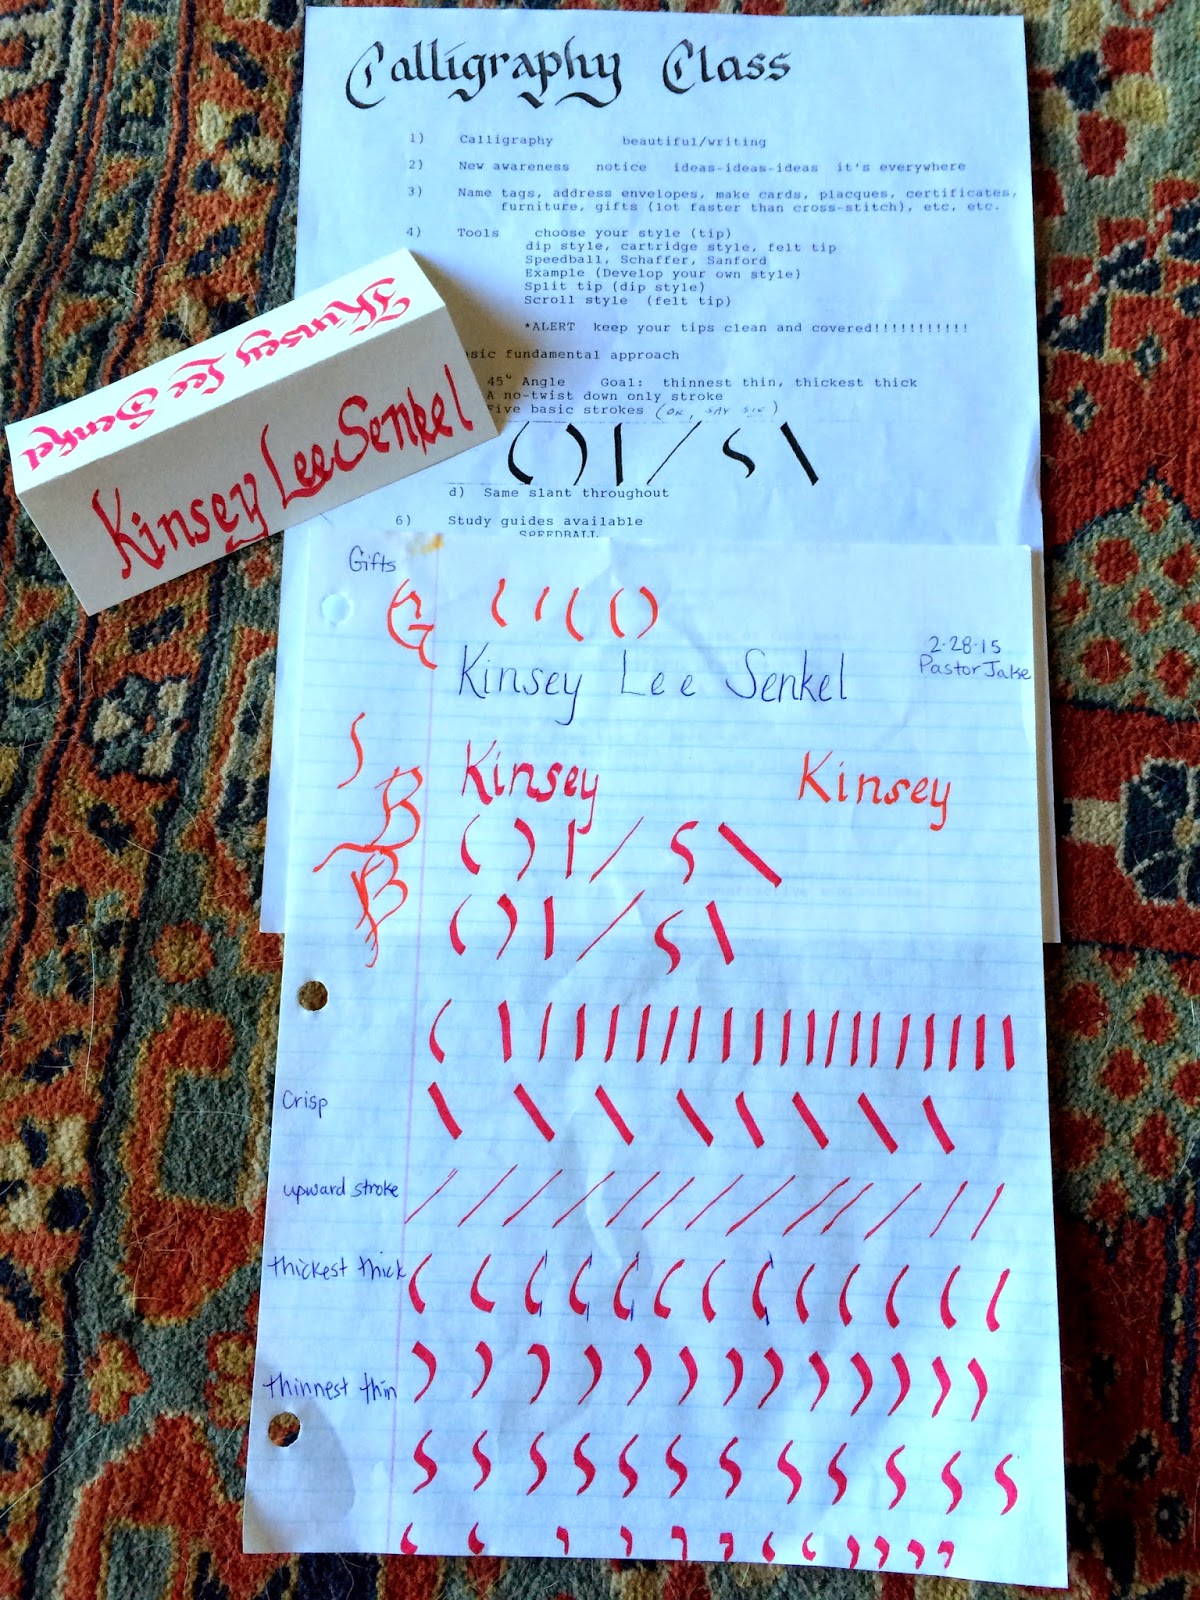 Calligraphy Class
1) Calligraphy beautiful/writing
2) New awareness notice ideas-ideas-ideas it's everywhere
3) Name tags, address envelopes, make cards, placques, certificates,
furniture, gifts (lot faster than cross-stitch), etc, etc.
4) Tools choose your style (tip)
dip style, cartridge style, felt tip
Speedball, Schaffer, Sanford
Example (Develop your own style)
Split tip (dip style)
Scroll style (felt tip)
*ALERT keep your tips clean and covered!!!!!!!!!!!
sic fundamental approach
45° Angle Goal: thinnest thin, thickest thick
A no-twist down only stroke
Five basic strokes (OR, SAY SIX)
d) Same slant throughout
6) Study guides available
SPEEDBALL
Kinsey Lee Senkel
Kinsey Lee Senkel
Gifts
G
2-28-15
Pastor Jake
Kinsey Lee Senkel
Kinsey Kinsey
B
B
Crisp
upward stroke
thickest thick
thinnest thin